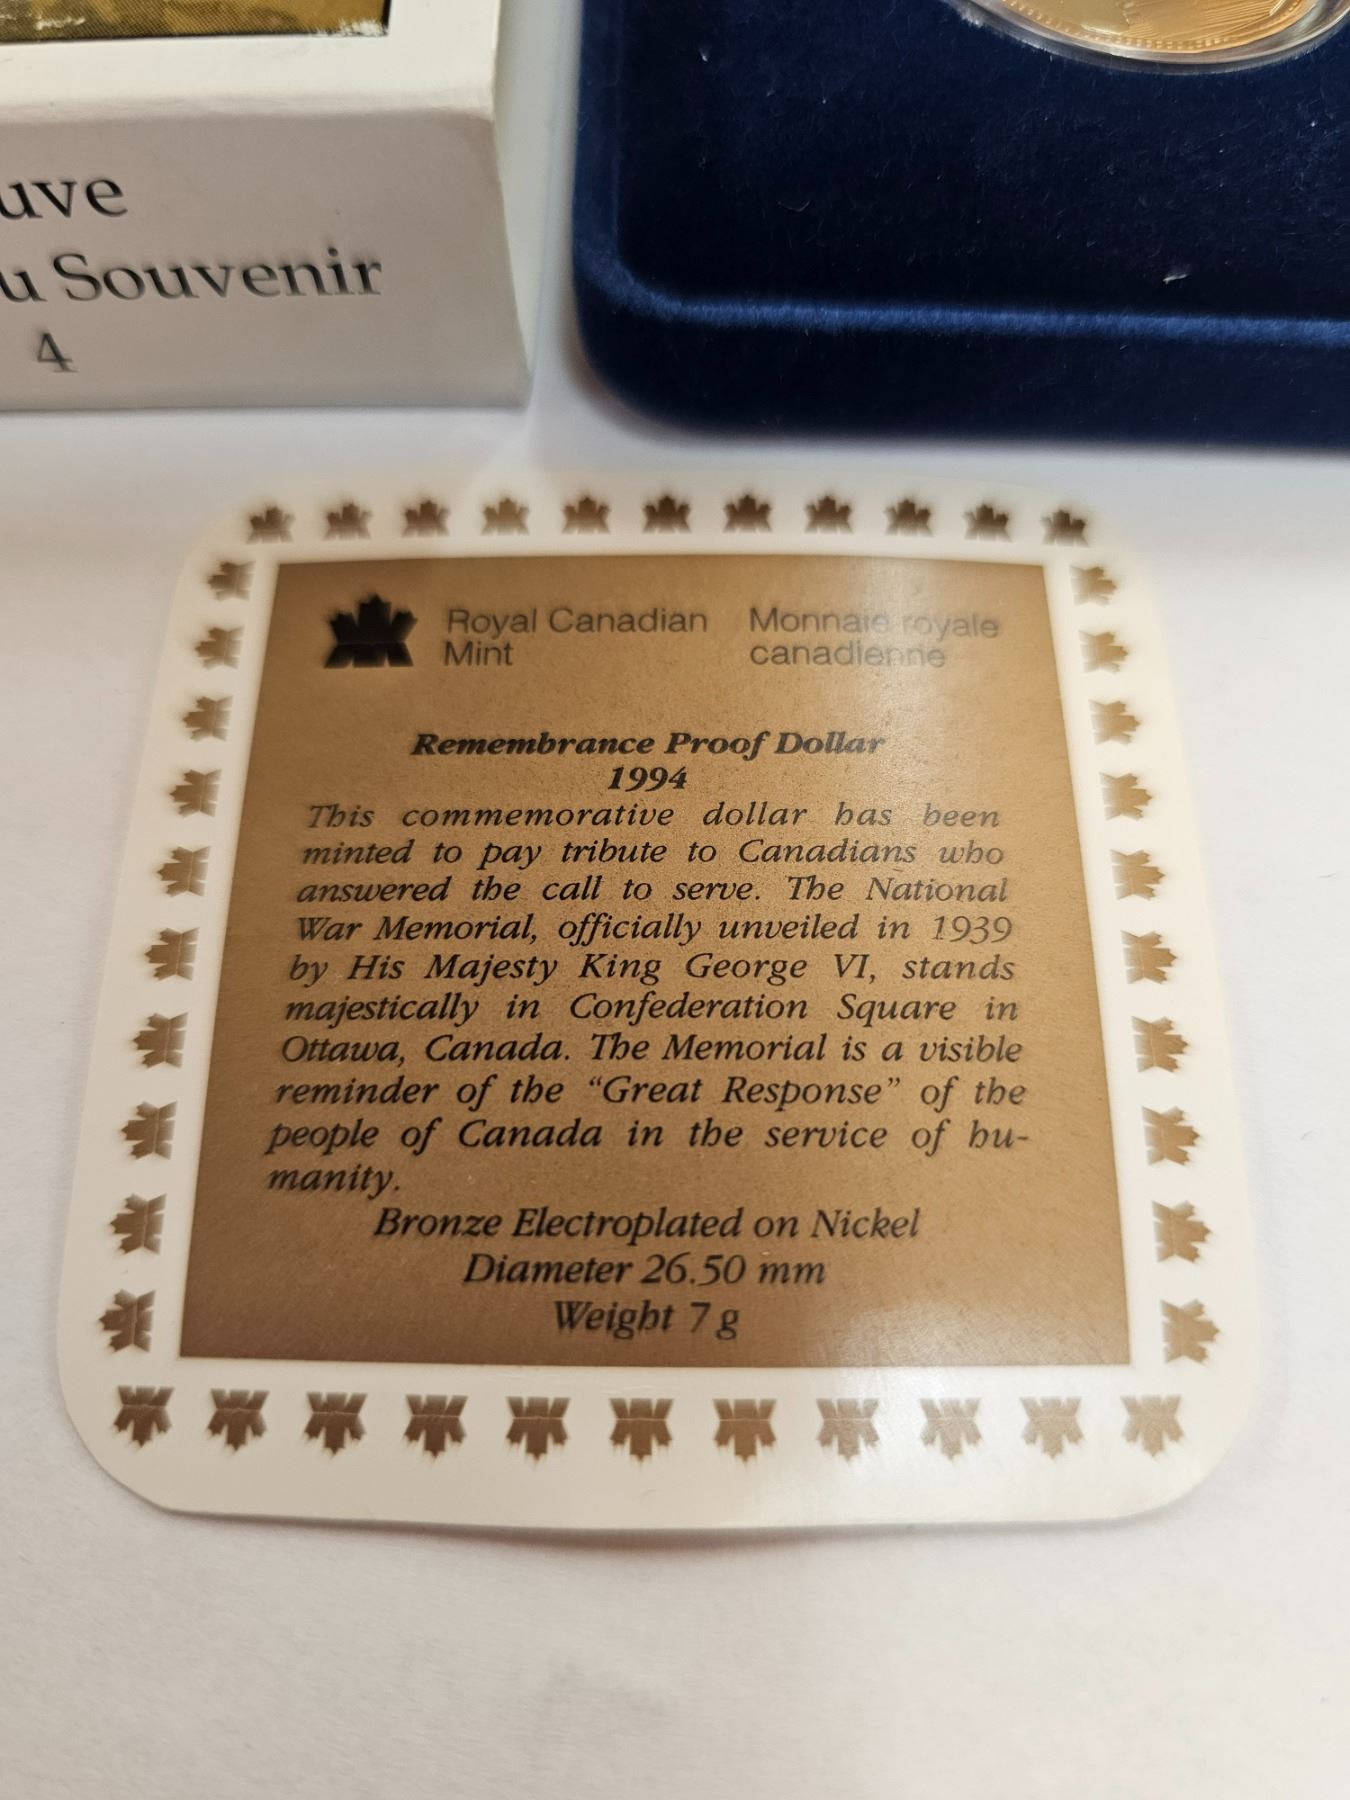 uve
u Souvenir
4
Royal Canadian Mint
Monnaie royale canadienne
Remembrance Proof Dollar
1994
This commemorative dollar has been
minted to pay tribute to Canadians who
answered the call to serve. The National
War Memorial, officially unveiled in 1939
by His Majesty King George VI, stands
majestically in Confederation Square in
Ottawa, Canada. The Memorial is a visible
reminder of the “Great Response” of the
people of Canada in the service of hu-
manity.
Bronze Electroplated on Nickel
Diameter 26.50 mm
Weight 7 g